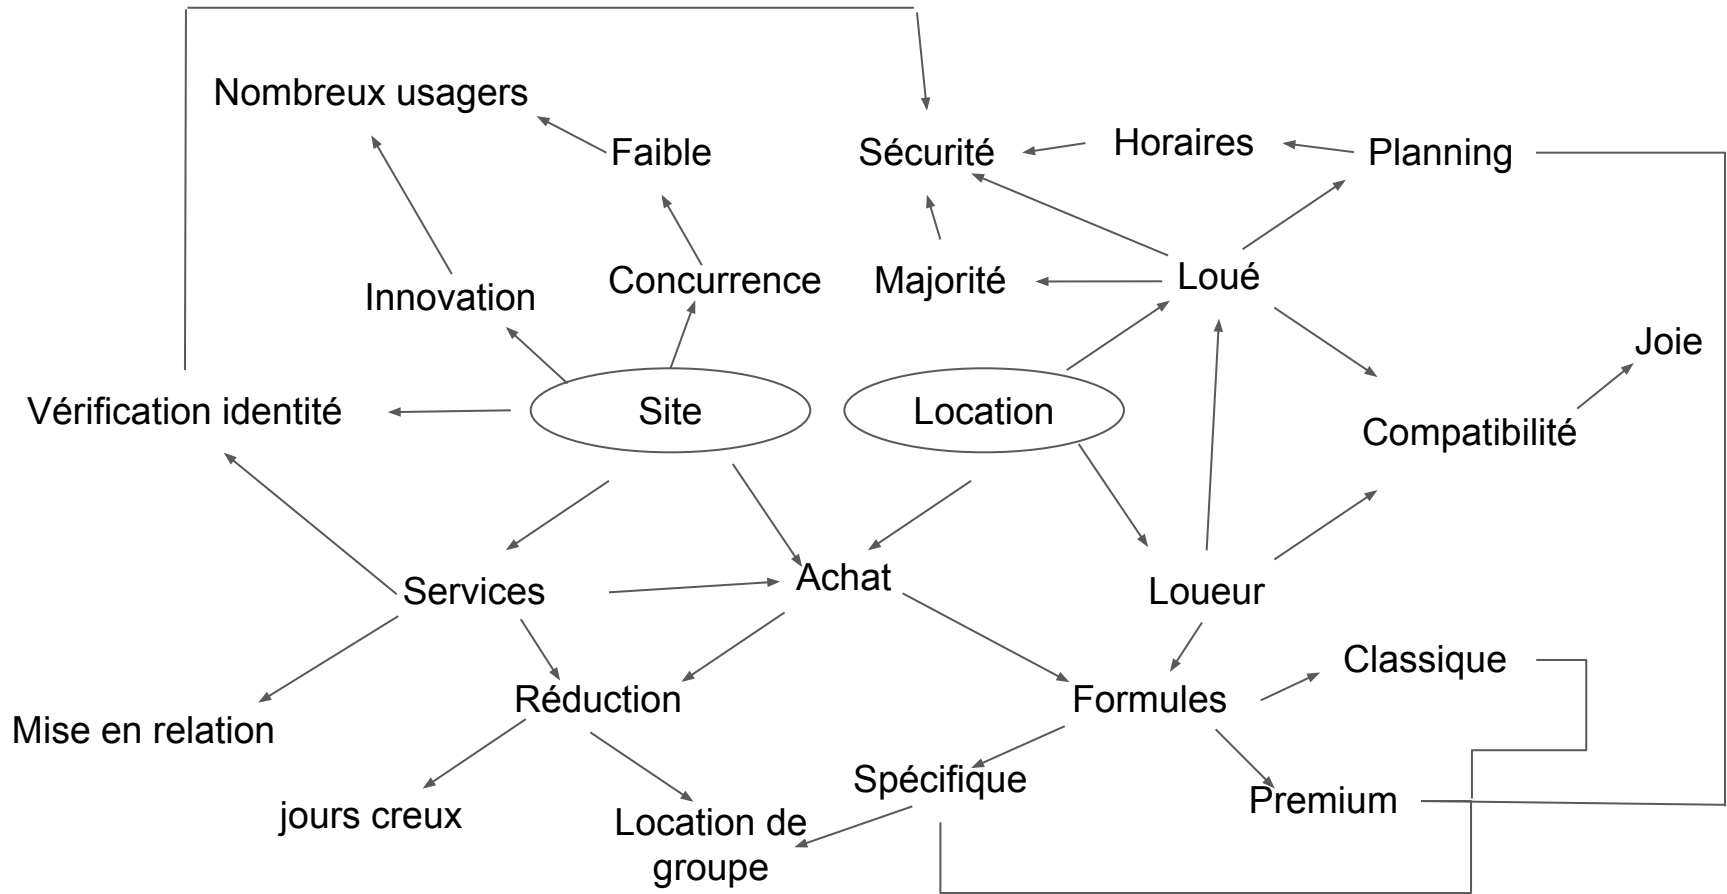 Nombreux usagers
Faible
Sécurité
Horaires
Planning
Innovation
Concurrence
Majorité
Loué
Joie
Vérification identité
Site
Location
Compatibilité
Services
Achat
Loueur
Classique
Mise en relation
Réduction
Formules
Spécifique
Premium
jours creux
Location de
groupe